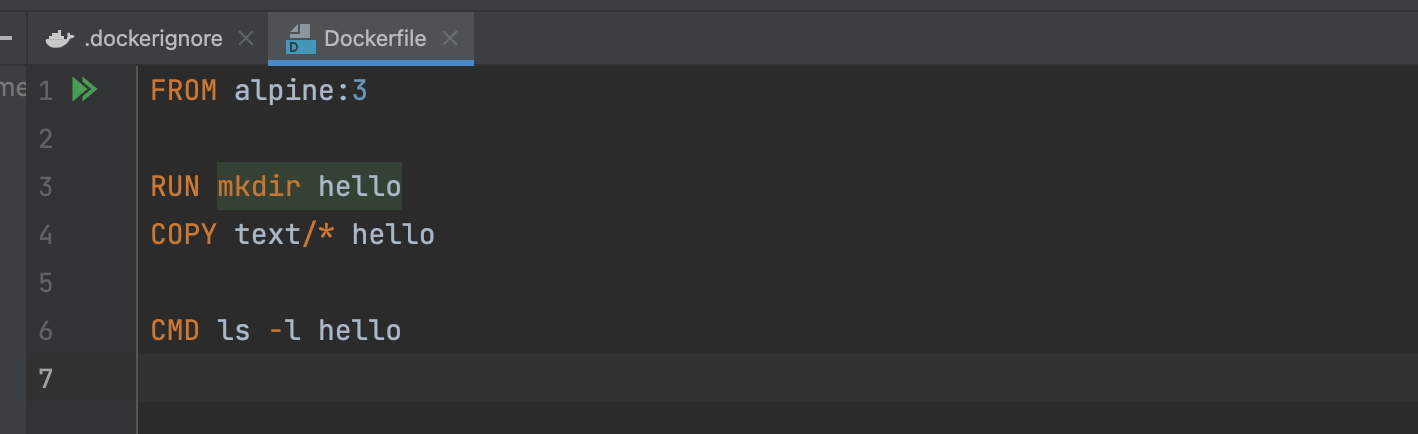 .dockerignore Dockerfile
me 1 FROM alpine:3
2
3 RUN mkdir hello
4 COPY text/* hello
5
6 CMD ls -l hello
7